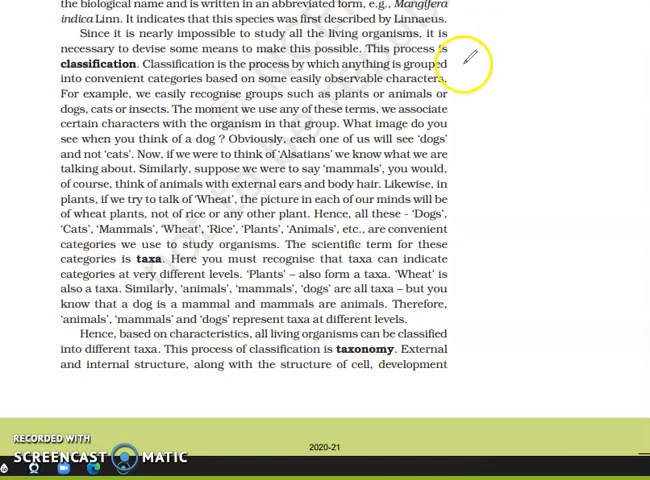 the biological name and is written in an abbreviated form, e.g., Mangifera
indica Linn. It indicates that this species was first described by Linnaeus.
Since it is nearly impossible to study all the living organisms, it is
necessary to devise some means to make this possible. This process is
classification. Classification is the process by which anything is grouped
into convenient categories based on some easily observable characters.
For example, we easily recognise groups such as plants or animals or
dogs, cats or insects. The moment we use any of these terms, we associate
certain characters with the organism in that group. What image do you
see when you think of a dog ? Obviously, each one of us will see 'dogs'
and not 'cats'. Now, if we were to think of 'Alsatians' we know what we are
talking about. Similarly, suppose we were to say 'mammals', you would,
of course, think of animals with external ears and body hair. Likewise, in
plants, if we try to talk of 'Wheat', the picture in each of our minds will be
of wheat plants, not of rice or any other plant. Hence, all these - 'Dogs',
'Cats', 'Mammals', 'Wheat', 'Rice', 'Plants', 'Animals', etc., are convenient
categories we use to study organisms. The scientific term for these
categories is taxa. Here you must recognise that taxa can indicate
categories at very different levels. 'Plants' – also form a taxa. 'Wheat' is
also a taxa. Similarly, 'animals', 'mammals', 'dogs' are all taxa – but you
know that a dog is a mammal and mammals are animals. Therefore,
'animals', 'mammals' and 'dogs' represent taxa at different levels.
Hence, based on characteristics, all living organisms can be classified
into different taxa. This process of classification is taxonomy. External
and internal structure, along with the structure of cell, development
2020-21
RECORDED WITH
SCREENCAST MATIC